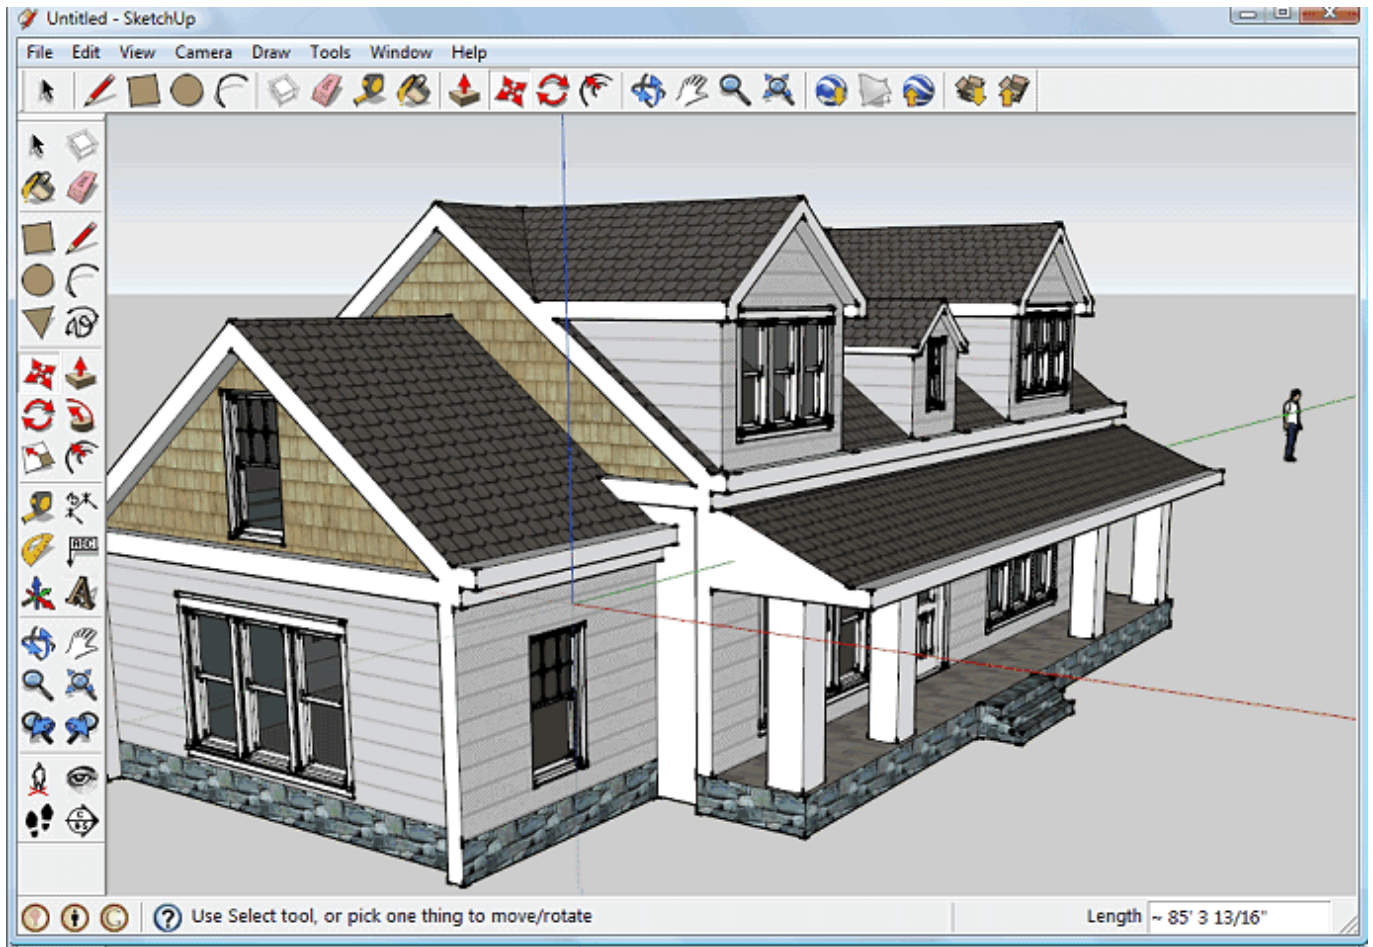 Untitled - SketchUp
File Edit View Camera Draw Tools Window Help
ABC
Use Select tool, or pick one thing to move/rotate
Length ~ 85' 3 13/16"